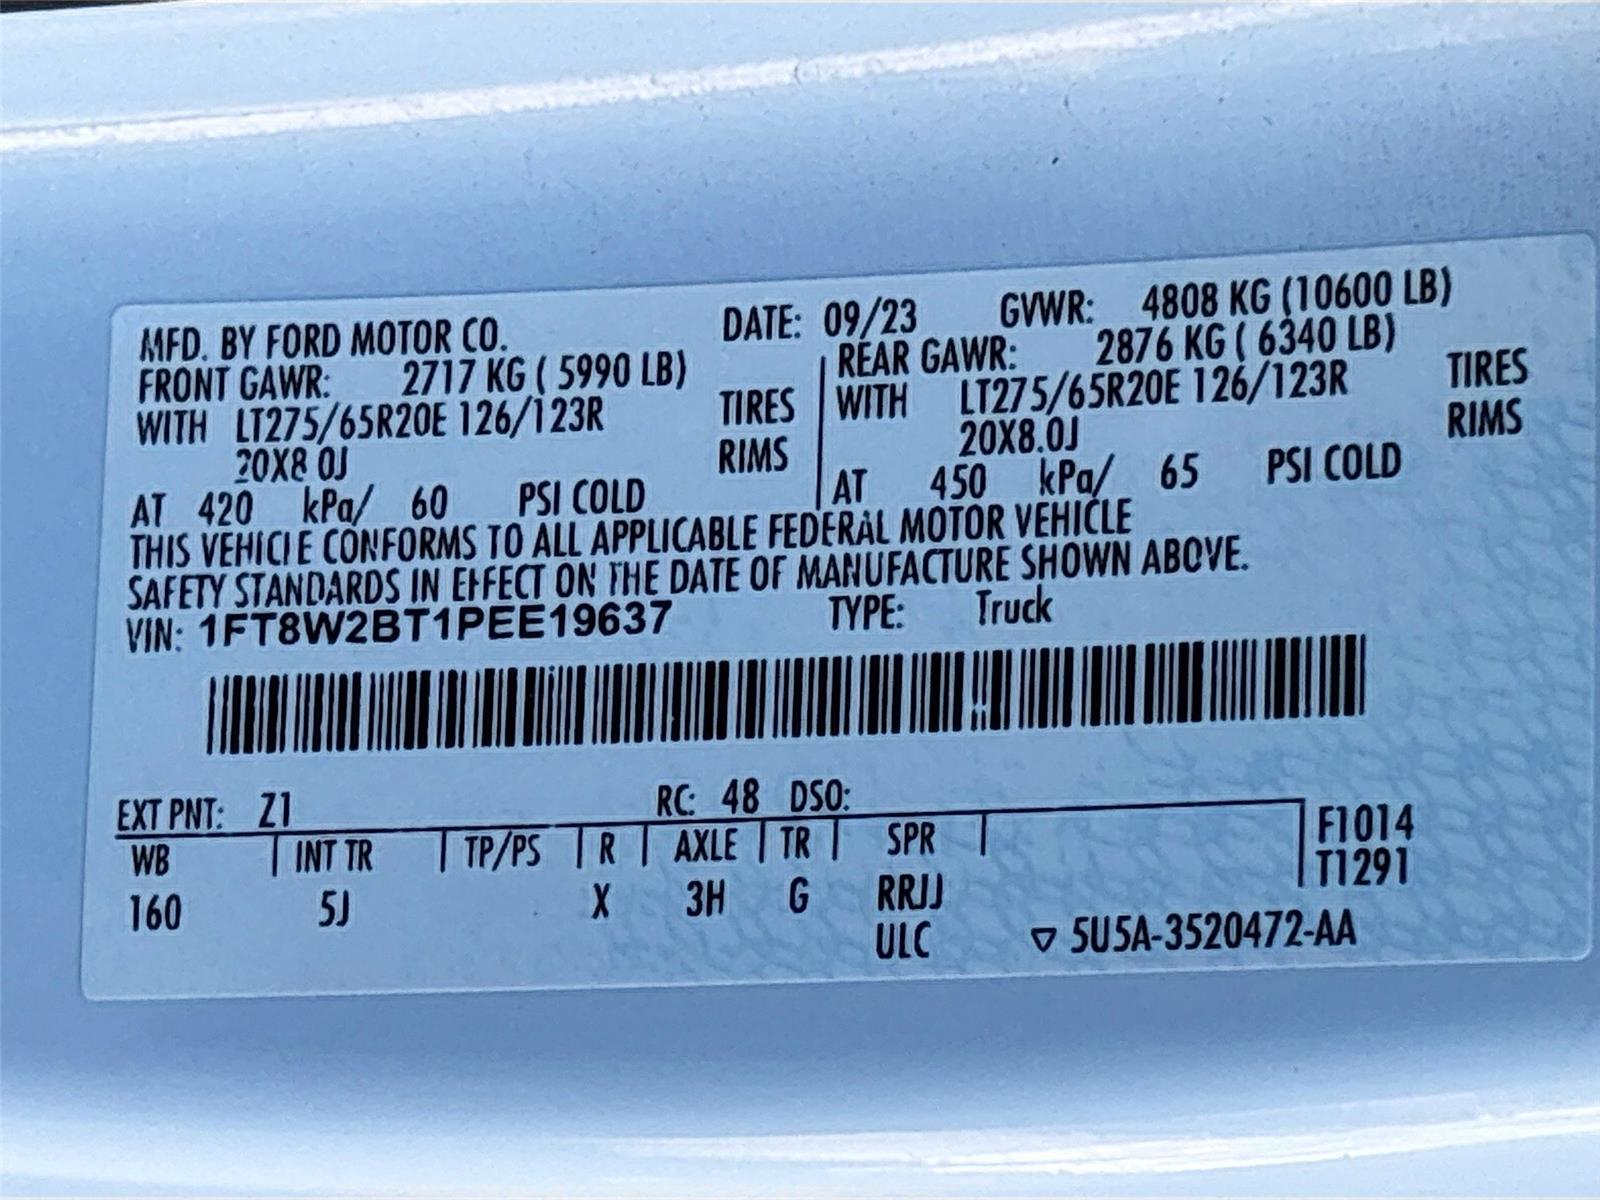 MFD. BY FORD MOTOR CO. DATE: 09/23 GVWR: 4808 KG (10600 LB)
FRONT GAWR: 2717 KG ( 5990 LB) REAR GAWR: 2876 KG ( 6340 LB)
WITH LT275/65R20E 126/123R TIRES WITH LT275/65R20E 126/123R TIRES
20X8.0J RIMS 20X8.0J RIMS
AT 420 kPa/ 60 PSI COLD AT 450 kPa/ 65 PSI COLD
THIS VEHICLE CONFORMS TO ALL APPLICABLE FEDERAL MOTOR VEHICLE
SAFETY STANDARDS IN EFFECT ON THE DATE OF MANUFACTURE SHOWN ABOVE.
VIN: 1FT8W2BT1PEE19637 TYPE: Truck
EXT PNT: Z1 RC: 48 DSO:
WB INT TR TP/PS R AXLE TR SPR F1014
T1291
160 5J X 3H G RRJJ
ULC ▽ 5U5A-3520472-AA